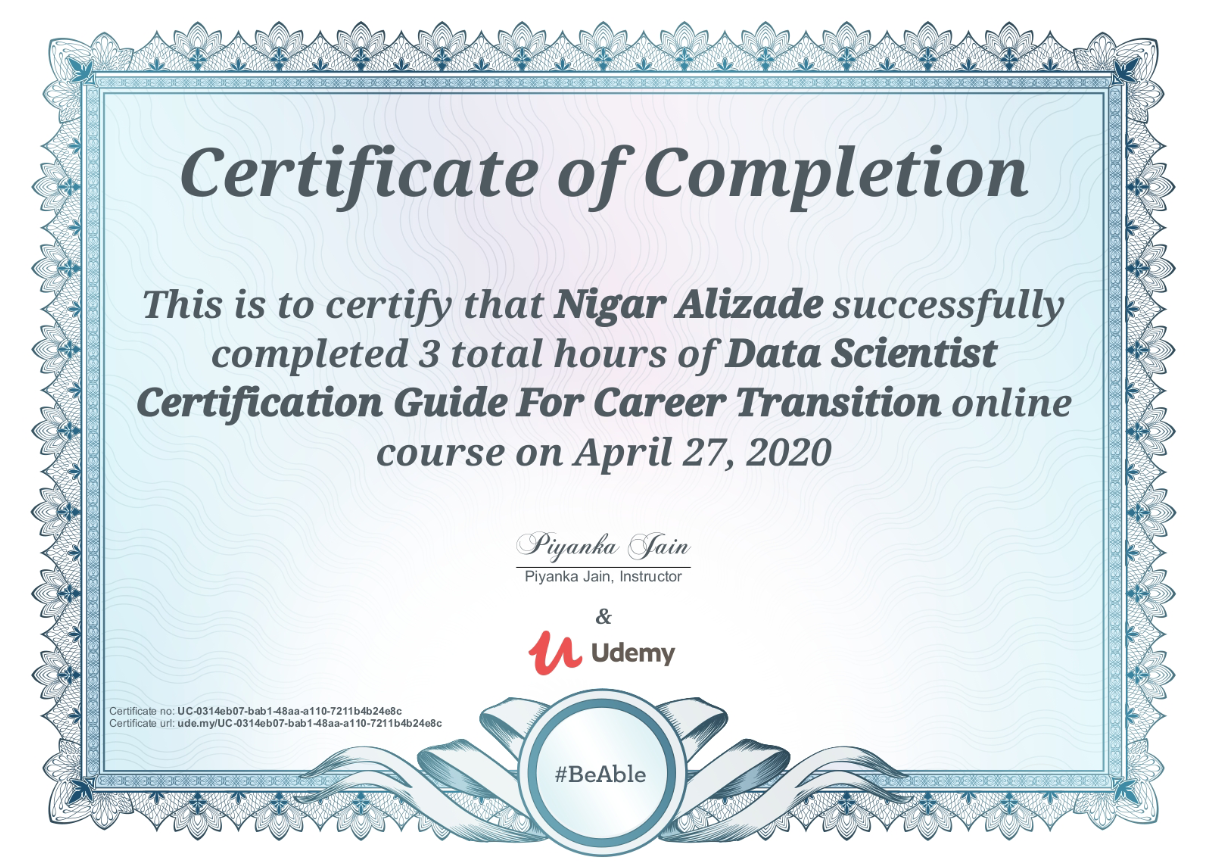 Certificate of Completion
This is to certify that Nigar Alizade successfully
completed 3 total hours of Data Scientist
Certification Guide For Career Transition online
course on April 27, 2020
Piyanka Jain
Piyanka Jain, Instructor
&
Udemy
Certificate no: UC-0314eb07-bab1-48aa-a110-7211b4b24e8c
Certificate url: ude.my/UC-0314eb07-bab1-48aa-a110-7211b4b24e8c
#BeAble